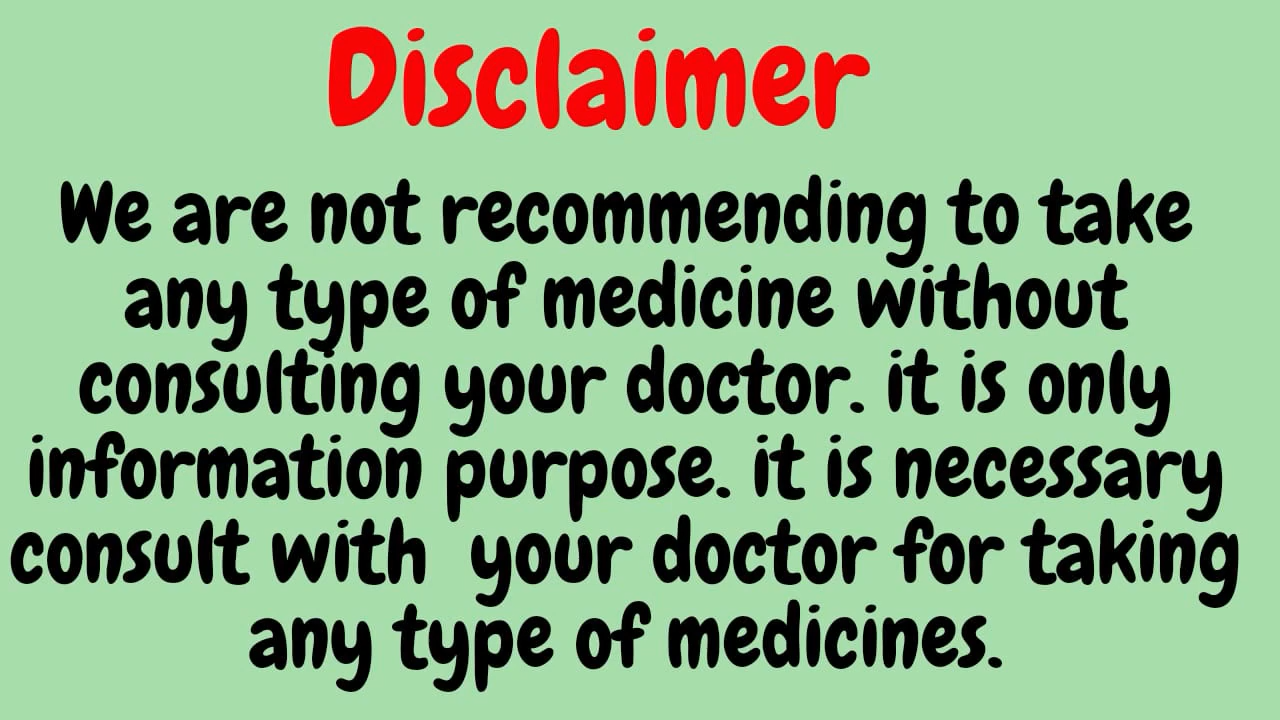 Disclaimer
We are not recommending to take
any type of medicine without
consulting your doctor. it is only
information purpose. it is necessary
consult with  your doctor for taking
any type of medicines.